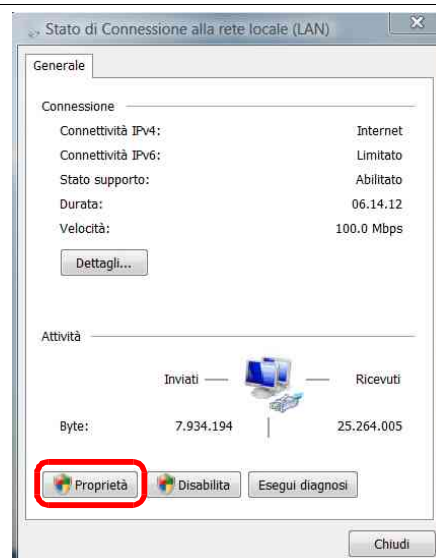 Stato di Connessione alla rete locale (LAN)
Generale
Connessione
Connettività IPv4: Internet
Connettività IPv6: Limitato
Stato supporto: Abilitato
Durata: 06.14.12
Velocità: 100.0 Mbps
Dettagli...
Attività
Inviati Ricevuti
Byte: 7.934.194 25.264.005
Proprietà Disabilita Esegui diagnosi
Chiudi